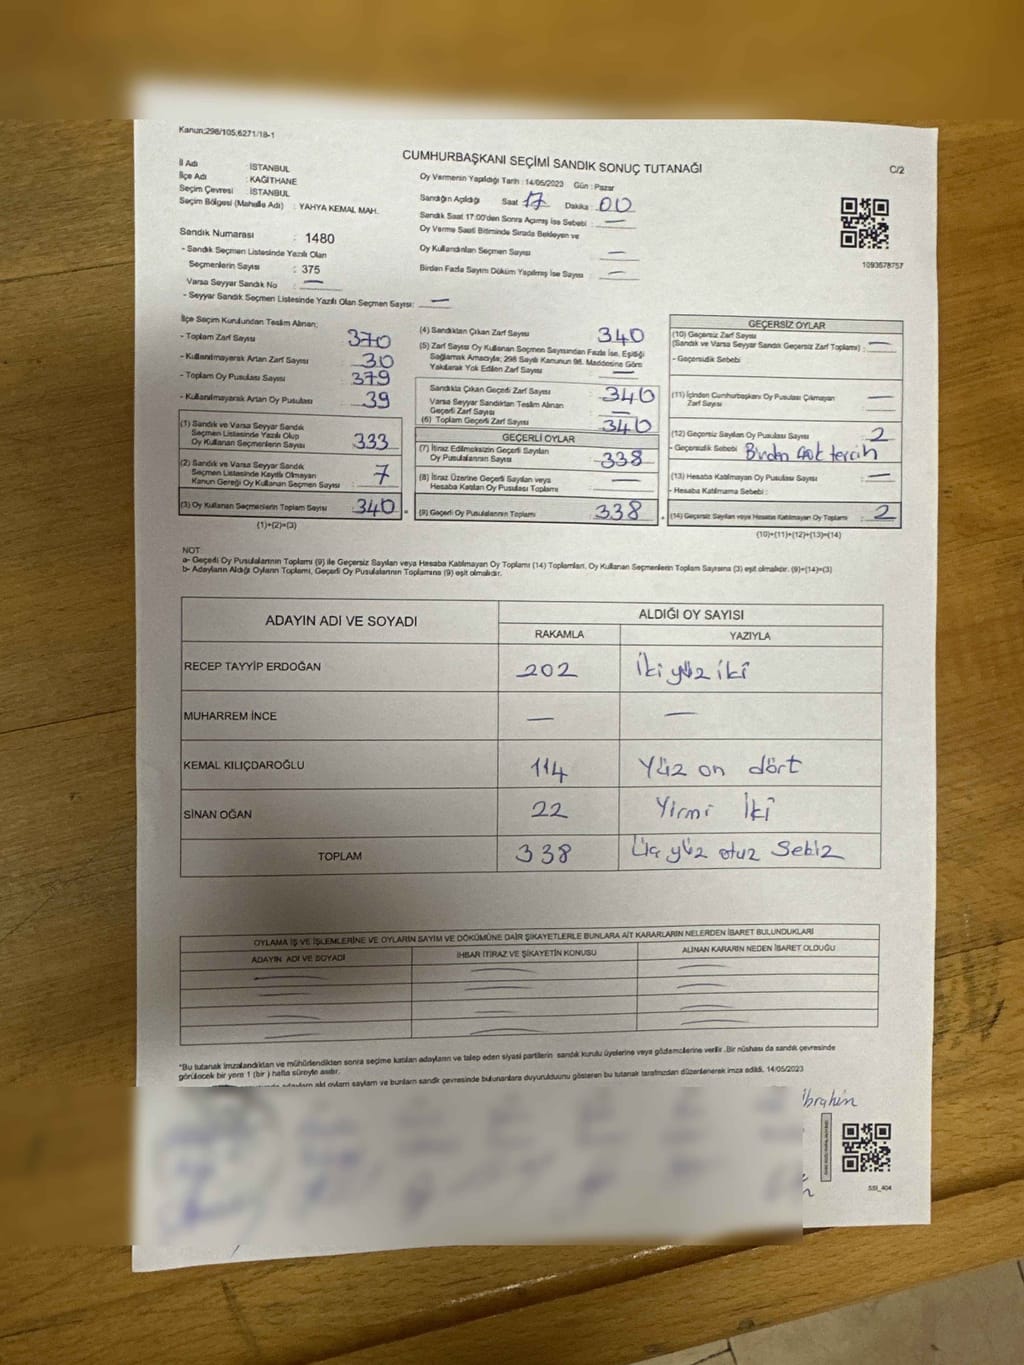 Kanun:298/105,6271/18-1
CUMHURBAŞKANI SEÇİMİ SANDIK SONUÇ TUTANAĞI
C/2
İl Adı : İSTANBUL
İlçe Adı : KAĞITHANE
Seçim Çevresi : İSTANBUL
Seçim Bölgesi (Mahalle Adı) : YAHYA KEMAL MAH.
Oy Vermenin Yapıldığı Tarih : 14/05/2023 Gün : Pazar
Sandığın Açıldığı Saat 17 Dakika : 00
Sandık Saat 17:00'den Sonra Açımış İse Sebebi : —
Oy Verme Saati Bitiminde Sırada Bekleyen ve
Oy Kullandırılan Seçmen Sayısı —
Birden Fazla Sayım Döküm Yapılmış İse Sayısı : —
1093678757
Sandık Numarası : 1480
- Sandık Seçmen Listesinde Yazılı Olan
Seçmenlerin Sayısı : 375
Varsa Seyyar Sandık No : —
- Seyyar Sandık Seçmen Listesinde Yazılı Olan Seçmen Sayısı : —
İlçe Seçim Kurulundan Teslim Alınan;
- Toplam Zarf Sayısı 370
- Kullanılmayarak Artan Zarf Sayısı 30
- Toplam Oy Pusulası Sayısı 379
- Kullanılmayarak Artan Oy Pusulası 39
(1) Sandık ve Varsa Seyyar Sandık
Seçmen Listesinde Yazılı Olup
Oy Kullanan Seçmenlerin Sayısı 333
(2) Sandık ve Varsa Seyyar Sandık
Seçmen Listesinde Kayıtlı Olmayan
Kanun Gereği Oy Kullanan Seçmen Sayısı : 7
(3) Oy Kullanan Seçmenlerin Toplam Sayısı : 340 =
(1)+(2)=(3)
(4) Sandıktan Çıkan Zarf Sayısı 340
(5) Zarf Sayısı Oy Kullanan Seçmen Sayısından Fazla İse, Eşitliği
Sağlamak Amacıyla; 298 Sayılı Kanunun 98. Maddesine Göre
Yakılarak Yok Edilen Zarf Sayısı —
Sandıkta Çıkan Geçerli Zarf Sayısı 340
Varsa Seyyar Sandıktan Teslim Alınan
Geçerli Zarf Sayısı —
(6) Toplam Geçerli Zarf Sayısı 340
GEÇERLİ OYLAR
(7) İtiraz Edilmeksizin Geçerli Sayılan
Oy Pusulalarının Sayısı 338
(8) İtiraz Üzerine Geçerli Sayılan veya
Hesaba Katılan Oy Pusulası Toplamı —
(9) Geçerli Oy Pusulalarının Toplamı 338 +
GEÇERSİZ OYLAR
(10) Geçersiz Zarf Sayısı
(Sandık ve Varsa Seyyar Sandık Geçersiz Zarf Toplamı) : —
- Geçersizlik Sebebi
(11) İçinden Cumhurbaşkanı Oy Pusulası Çıkmayan
Zarf Sayısı —
(12) Geçersiz Sayılan Oy Pusulası Sayısı 2
- Geçersizlik Sebebi Birden çok tercih
(13) Hesaba Katılmayan Oy Pusulası Sayısı —
- Hesaba Katılmama Sebebi :
(14) Geçersiz Sayılan veya Hesaba Katılmayan Oy Toplamı 2
(10)+(11)+(12)+(13)=(14)
NOT
a- Geçerli Oy Pusulalarının Toplamı (9) ile Geçersiz Sayılan veya Hesaba Katılmayan Oy Toplamı (14) Toplamları, Oy Kullanan Seçmenlerin Toplam Sayısına (3) eşit olmalıdır. (9)+(14)=(3)
b- Adayların Aldığı Oyların Toplamı, Geçerli Oy Pusulalarının Toplamına (9) eşit olmalıdır.
ADAYIN ADI VE SOYADI
ALDIĞI OY SAYISI
RAKAMLA YAZIYLA
RECEP TAYYİP ERDOĞAN 202 İki yüz iki
MUHARREM İNCE — —
KEMAL KILIÇDAROĞLU 114 Yüz on dört
SİNAN OĞAN 22 Yirmi İki
TOPLAM 338 Üç yüz otuz Sekiz
OYLAMA İŞ VE İŞLEMLERİNE VE OYLARIN SAYIM VE DÖKÜMÜNE DAİR ŞİKAYETLERLE BUNLARA AİT KARARLARIN NELERDEN İBARET BULUNDUKLARI
ADAYIN ADI VE SOYADI İHBAR İTİRAZ VE ŞİKAYETİN KONUSU ALINAN KARARIN NEDEN İBARET OLDUĞU
*Bu tutanak imzalandıktan ve mühürlendikten sonra seçime katılan adayların ve talep eden siyasi partilerin sandık kurulu üyelerine veya gözlemcilerine verilir. Bir nüshası da sandık çevresinde
görülecek bir yere 1 (bir) hafta süreyle asılır.
adayların aldığı oyların sayılarını ve bunların sandık çevresinde bulunanlara duyurulduğunu gösteren bu tutanak tarafımızdan düzenlenerek imza edildi. 14/05/2023
İbrahim
SSİ_404